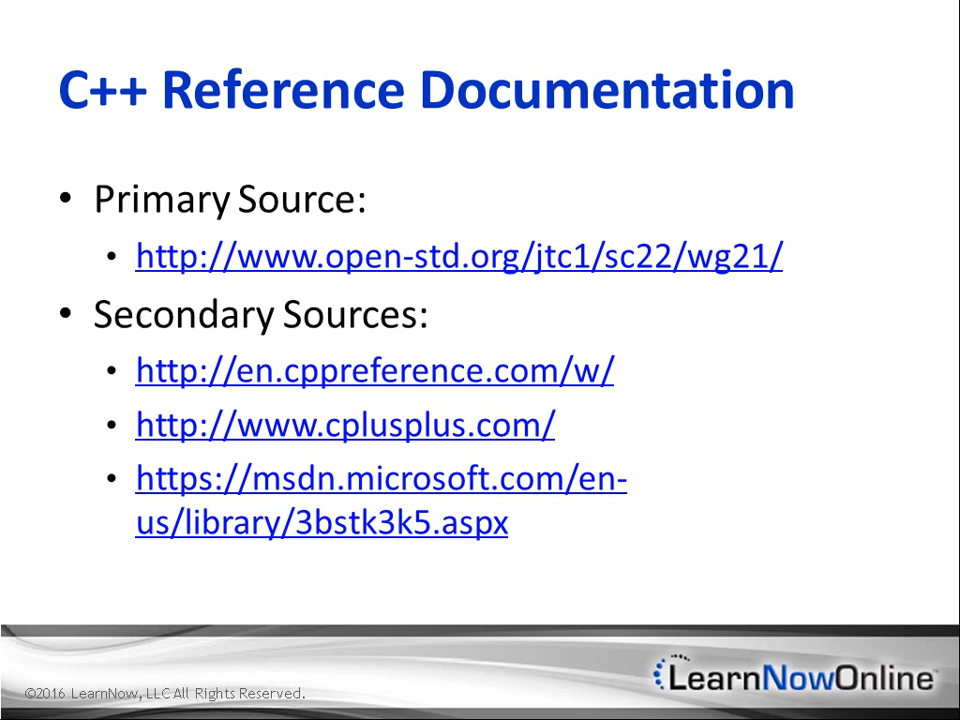 C++ Reference Documentation
• Primary Source:
• http://www.open-std.org/jtc1/sc22/wg21/
• Secondary Sources:
• http://en.cppreference.com/w/
• http://www.cplusplus.com/
• https://msdn.microsoft.com/en-
us/library/3bstk3k5.aspx
©2016 LearnNow, LLC All Rights Reserved.
LearnNowOnline™